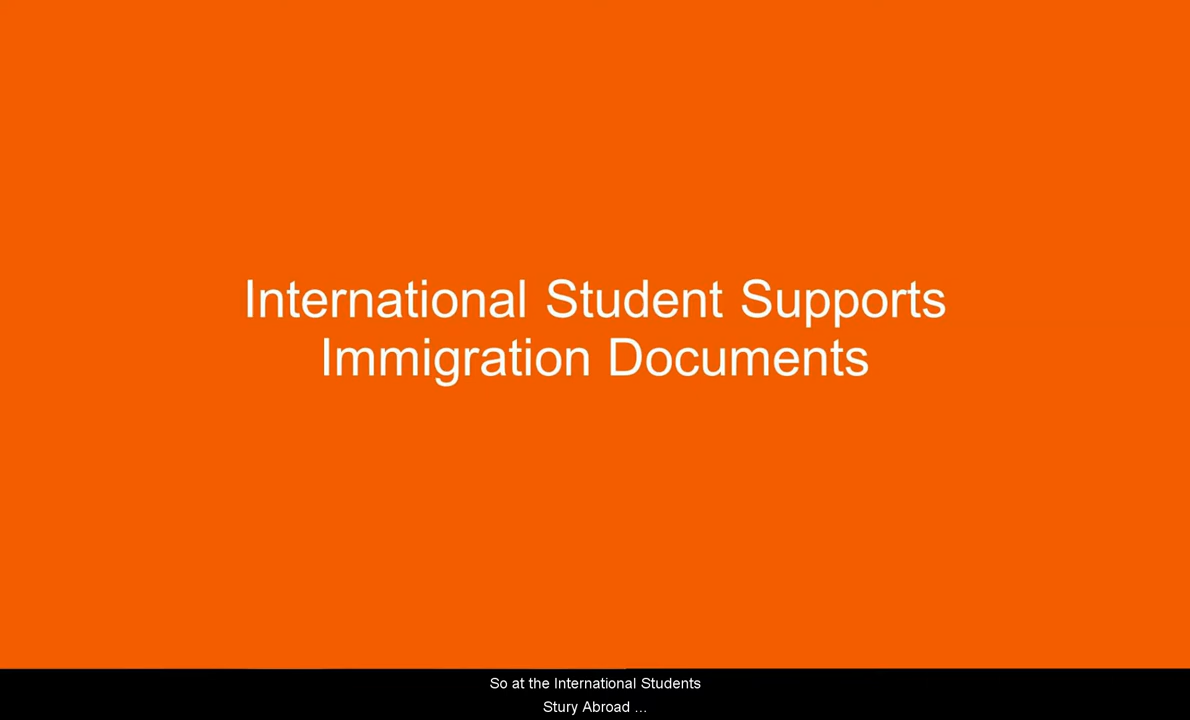 International Student Supports
Immigration Documents
So at the International Students
Stury Abroad ...